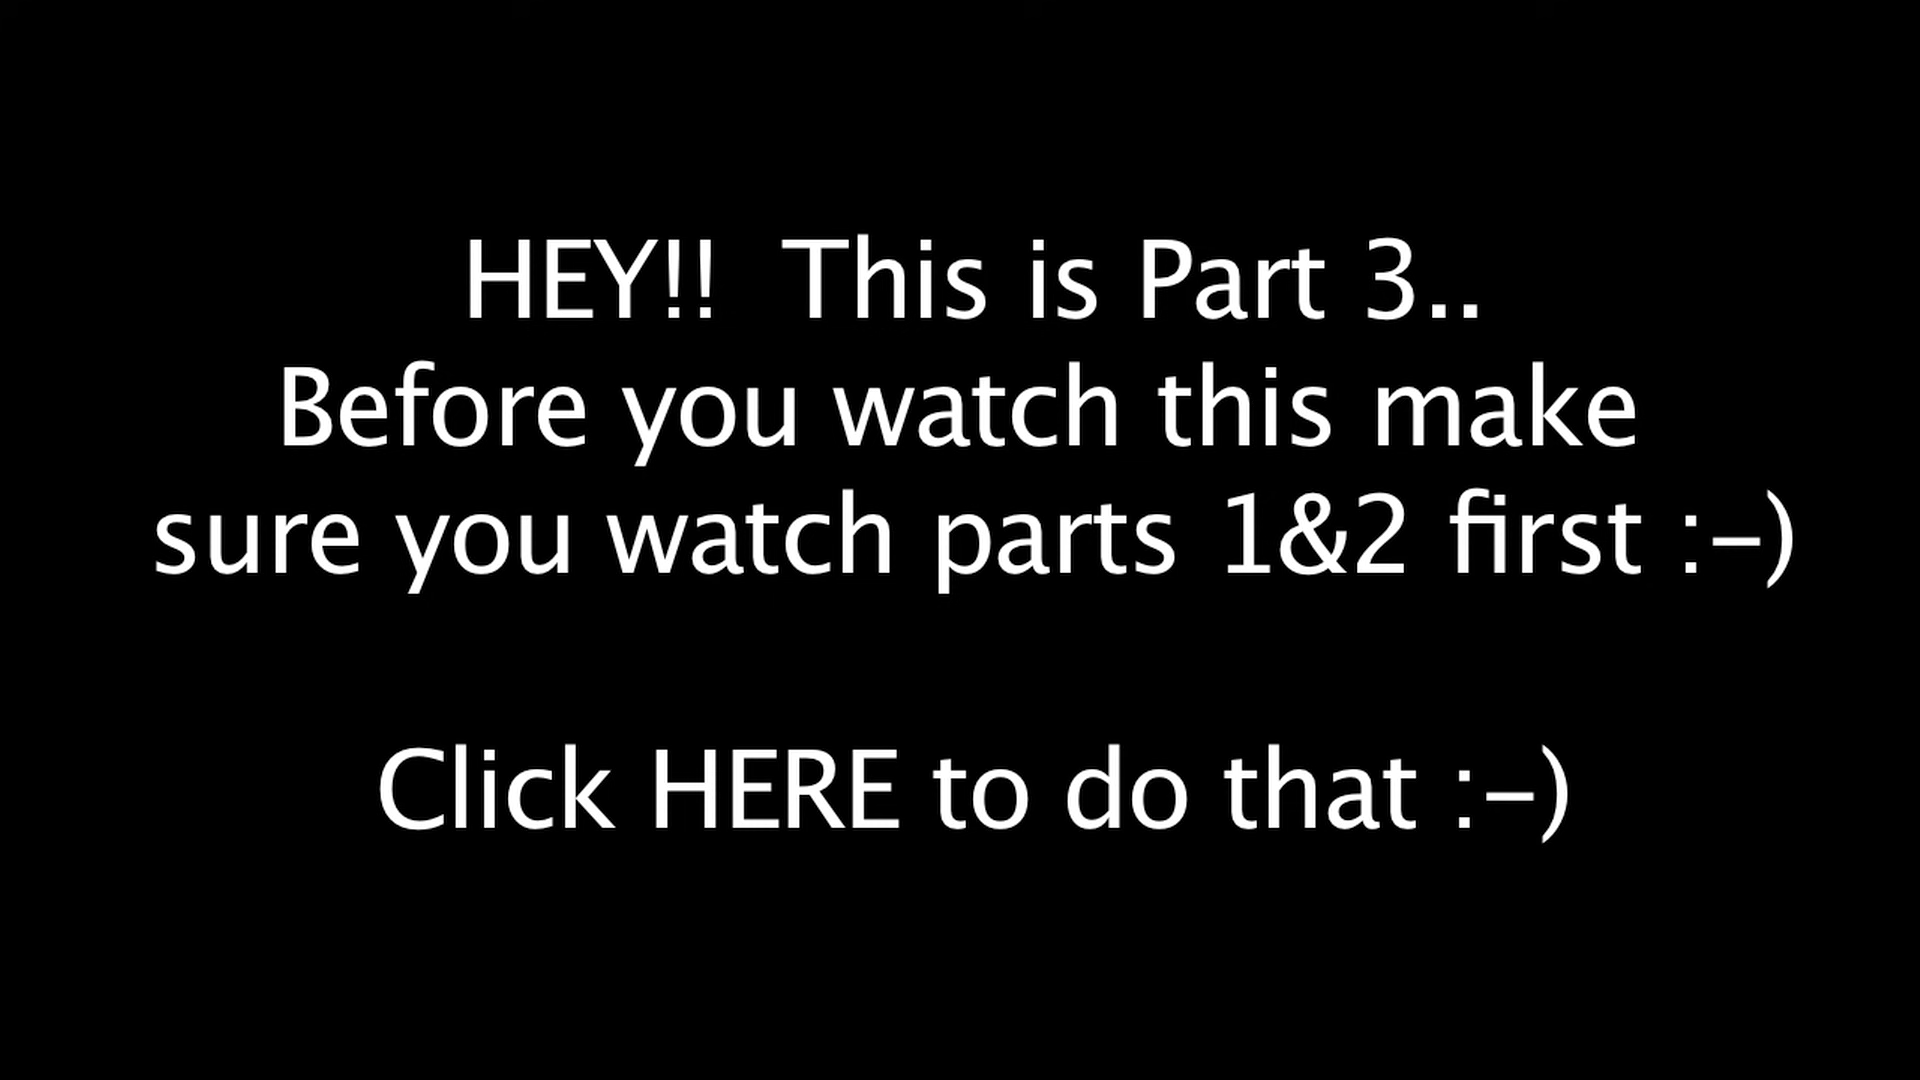 HEY!!  This is Part 3..
Before you watch this make
sure you watch parts 1&2 first :-)
Click HERE to do that :-)